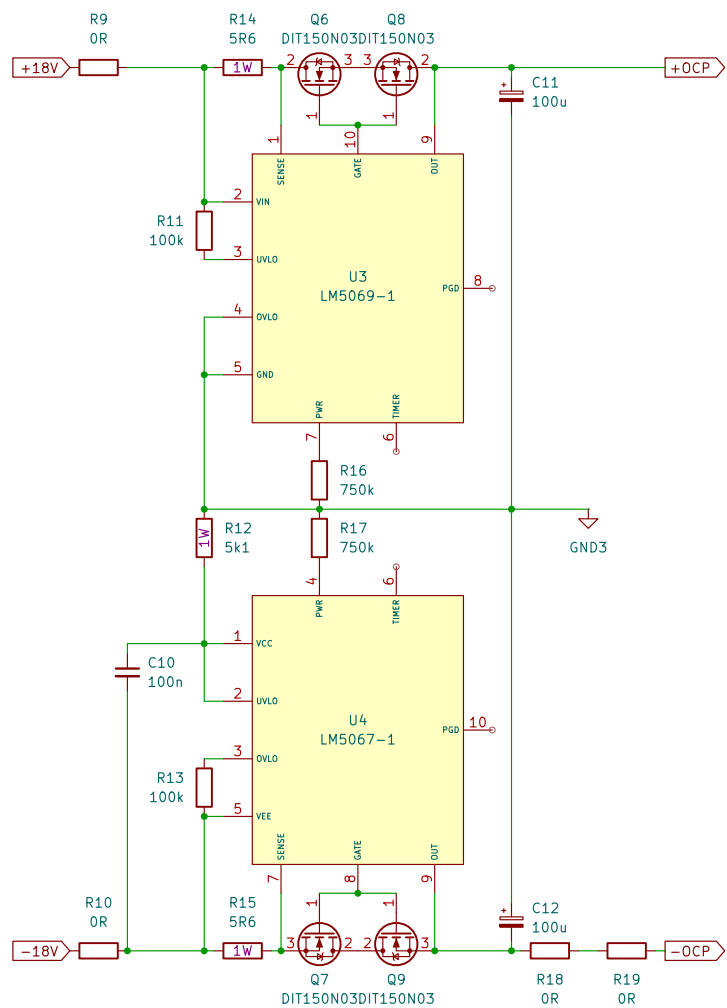 R9
0R
R14
5R6
Q6
DIT150N03
Q8
DIT150N03
+18V
1W
2
3
3
2
+OCP
C11
+
100u
1
1
1
SENSE
10
GATE
9
OUT
2
VIN
R11
100k
3
UVLO
U3
LM5069-1
PGD
8
4
OVLO
5
GND
PWR
TIMER
7
6
R16
750k
R12
5k1
1W
R17
750k
GND3
4
PWR
6
TIMER
1
VCC
C10
100n
2
UVLO
U4
LM5067-1
PGD
10
3
OVLO
R13
100k
5
VEE
SENSE
7
GATE
8
OUT
9
1
1
R10
0R
R15
5R6
C12
+
100u
-18V
1W
3
2
2
3
-OCP
Q7
DIT150N03
Q9
DIT150N03
R18
0R
R19
0R